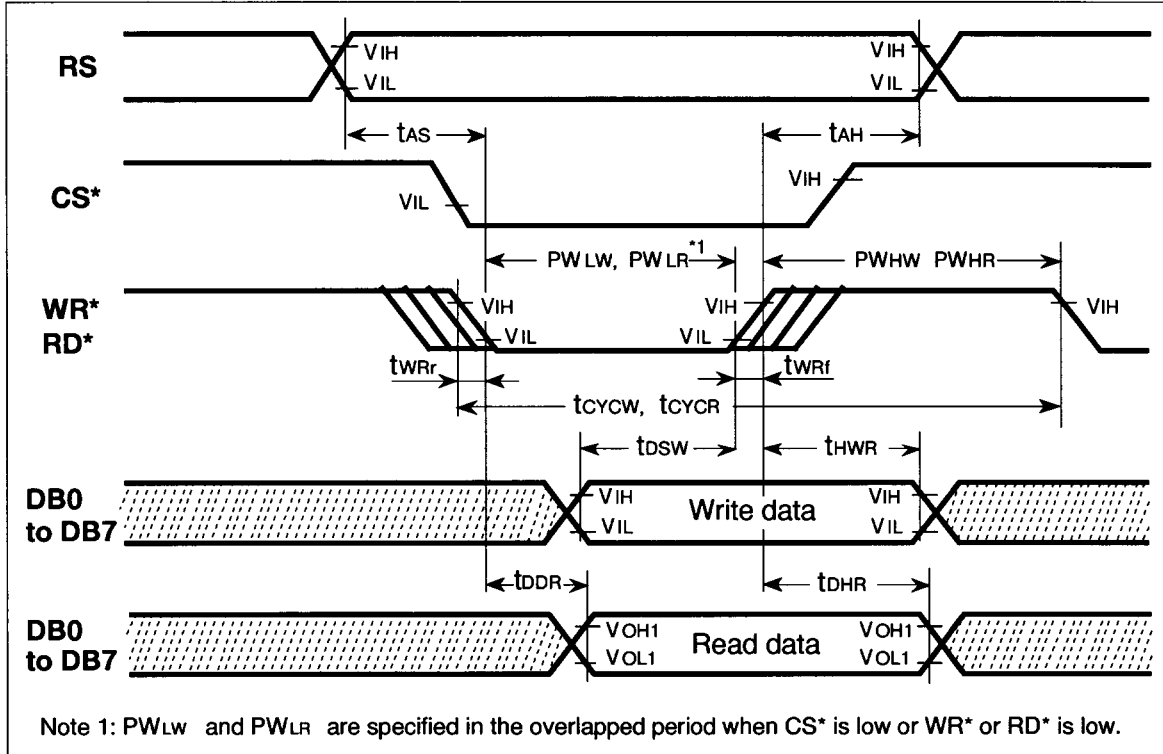 RS
VIH
VIL
VIH
VIL
tAS
tAH
CS*
VIL
VIH
PWLW, PWLR*1
PWHW PWHR
WR*
RD*
VIH
VIL
VIH
VIL
VIH
tWRr
tWRf
tCYCW, tCYCR
tDSW
tHWR
DB0
to DB7
VIH
VIL
Write data
VIH
VIL
tDDR
tDHR
DB0
to DB7
VOH1
VOL1
Read data
VOH1
VOL1
Note 1: PWLW and PWLR are specified in the overlapped period when CS* is low or WR* or RD* is low.